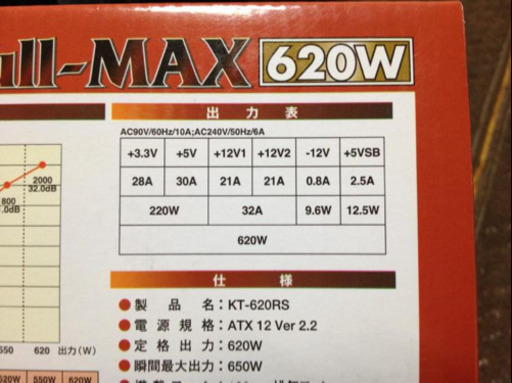 ull-MAX 620W
出力表
AC90V/60Hz/10A;AC240V/50Hz/6A
+3.3V +5V +12V1 +12V2 -12V +5VSB
28A 30A 21A 21A 0.8A 2.5A
220W 32A 9.6W 12.5W
620W
2000
32.0dB
800
.0dB
550 620 出力(W)
620W 550W 620W
仕様
●製品名:KT-620RS
●電源規格:ATX 12 Ver 2.2
●定格出力:620W
●瞬間最大出力:650W